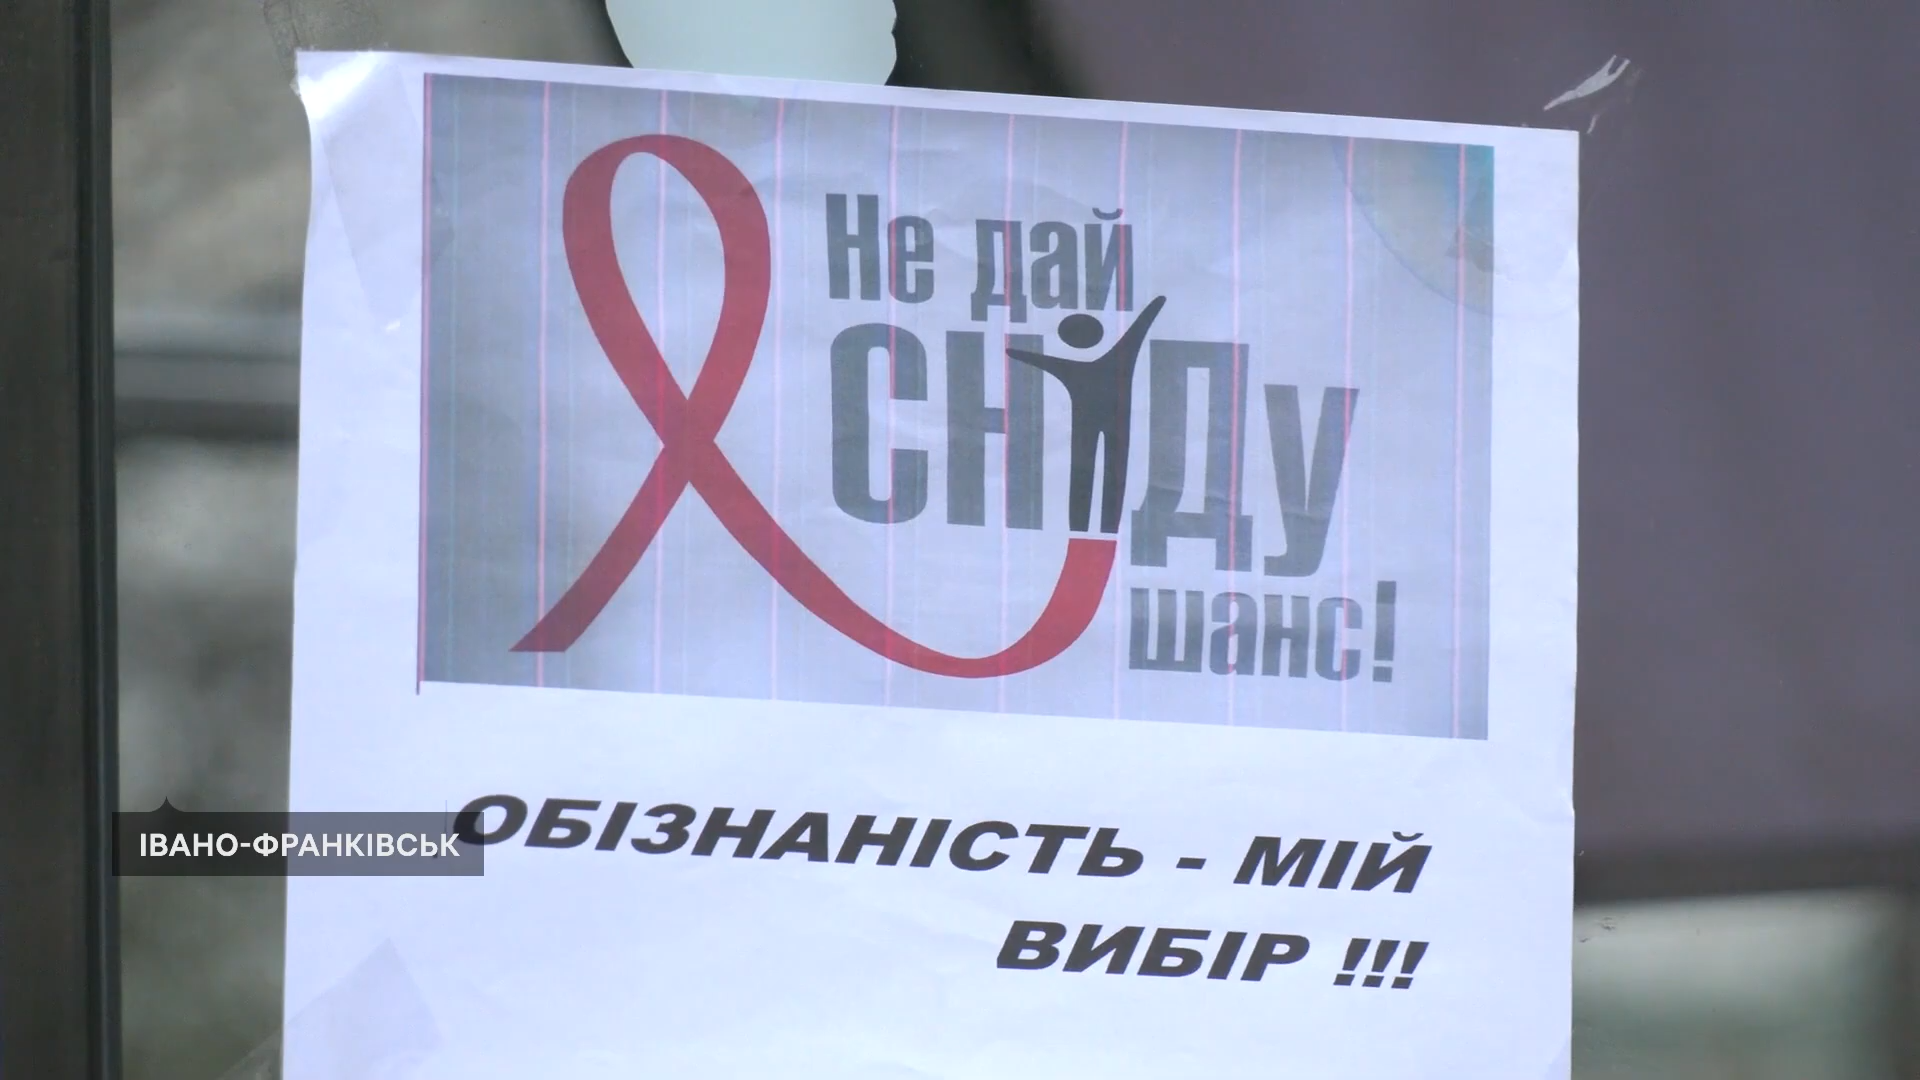 Не дай
СНІДу
шанс!
ОБІЗНАНІСТЬ - МІЙ
ВИБІР !!!
ІВАНО-ФРАНКІВСЬК